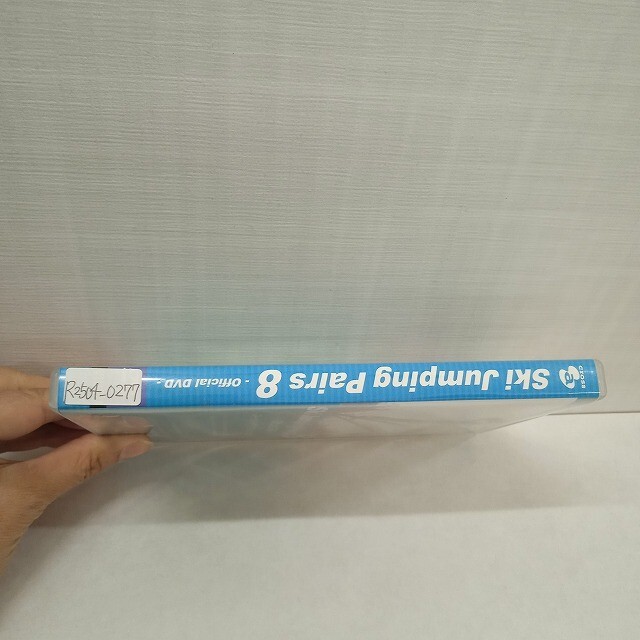 Ski Jumping Pairs 8
- Official DVD -
R2504-0277